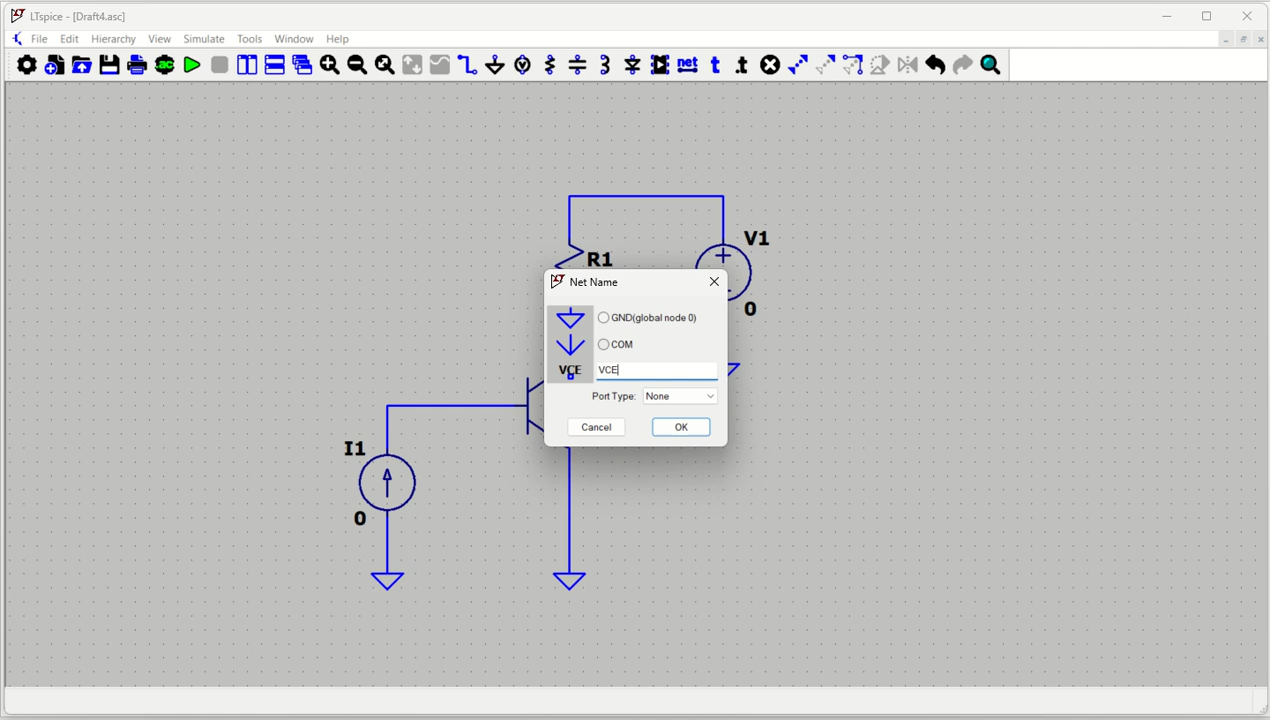 LTspice - [Draft4.asc]
File Edit Hierarchy View Simulate Tools Window Help
ac
net t .t
V1
R1
Net Name
0
GND(global node 0)
COM
VCE VCE
Port Type: None
Cancel OK
I1
0